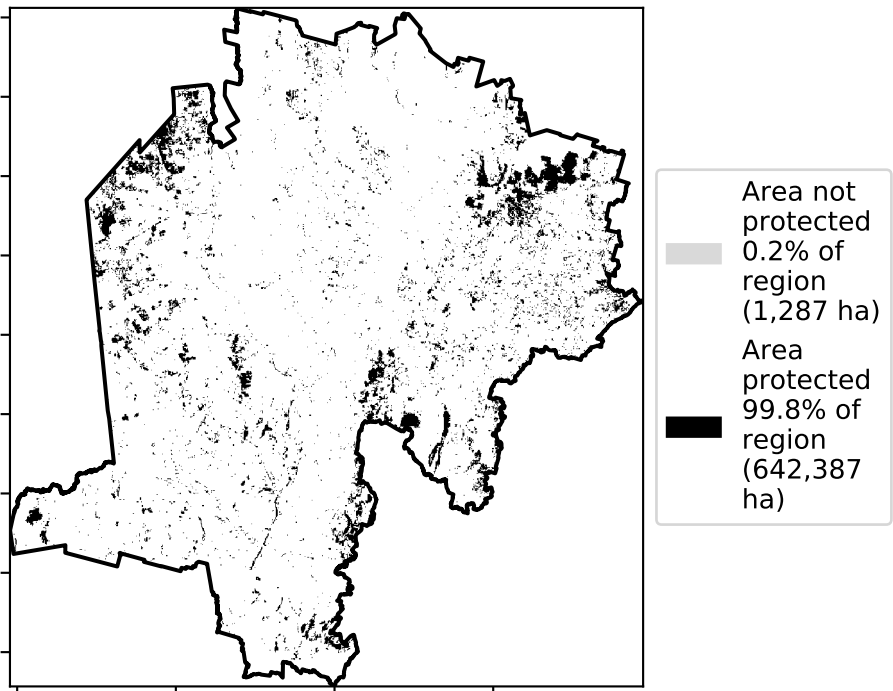 Area not
protected
0.2% of
region
(1,287 ha)
Area
protected
99.8% of
region
(642,387
ha)